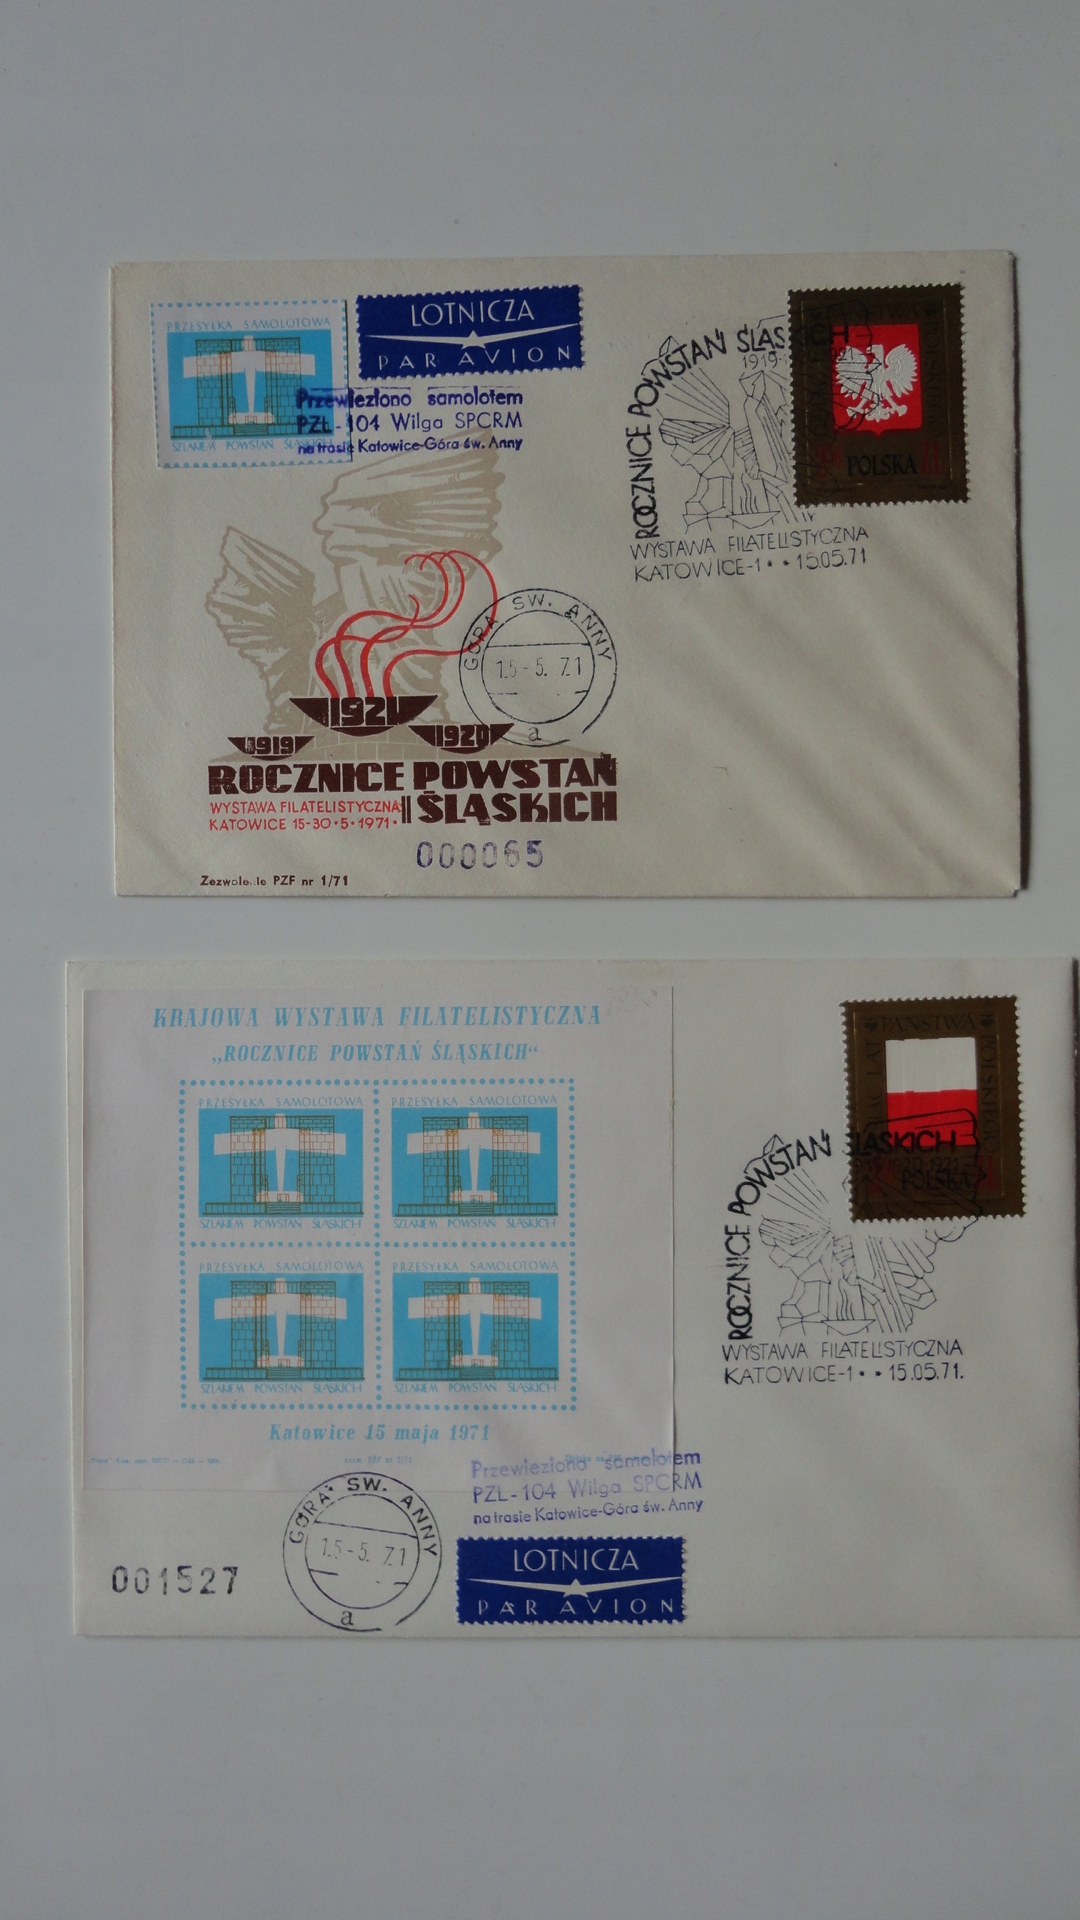 PRZESYŁKA SAMOLOTOWA
SZLAKIEM POWSTAŃ ŚLĄSKICH
LOTNICZA
PAR AVION
Przewieziono samolotem
PZL-104 Wilga SPCRM
na trasie Katowice-Góra św. Anny
ROCZNICE POWSTAŃ ŚLĄSKICH
1919
WYSTAWA FILATELISTYCZNA
KATOWICE-1 • • 15.05.71
POLSKA
GÓRA ŚW. ANNY
15-5.71
a
1921
1919
1920
ROCZNICE POWSTAŃ
ŚLĄSKICH
WYSTAWA FILATELISTYCZNA
KATOWICE 15-30•5•1971•
000065
Zezwolenie PZF nr 1/71
KRAJOWA WYSTAWA FILATELISTYCZNA
„ROCZNICE POWSTAŃ ŚLĄSKICH“
PRZESYŁKA SAMOLOTOWA
SZLAKIEM POWSTAŃ ŚLĄSKICH
PRZESYŁKA SAMOLOTOWA
SZLAKIEM POWSTAŃ ŚLĄSKICH
PRZESYŁKA SAMOLOTOWA
SZLAKIEM POWSTAŃ ŚLĄSKICH
PRZESYŁKA SAMOLOTOWA
SZLAKIEM POWSTAŃ ŚLĄSKICH
Katowice 15 maja 1971
PAŃSTWA
POLSKIEGO
LAT
POLSKA
ROCZNICE POWSTAŃ ŚLĄSKICH
WYSTAWA FILATELISTYCZNA
KATOWICE-1 • • 15.05.71.
Przewieziono samolotem
PZL-104 Wilga SPCRM
na trasie Katowice-Góra św. Anny
GÓRA ŚW. ANNY
15-5.71
a
001527
LOTNICZA
PAR AVION